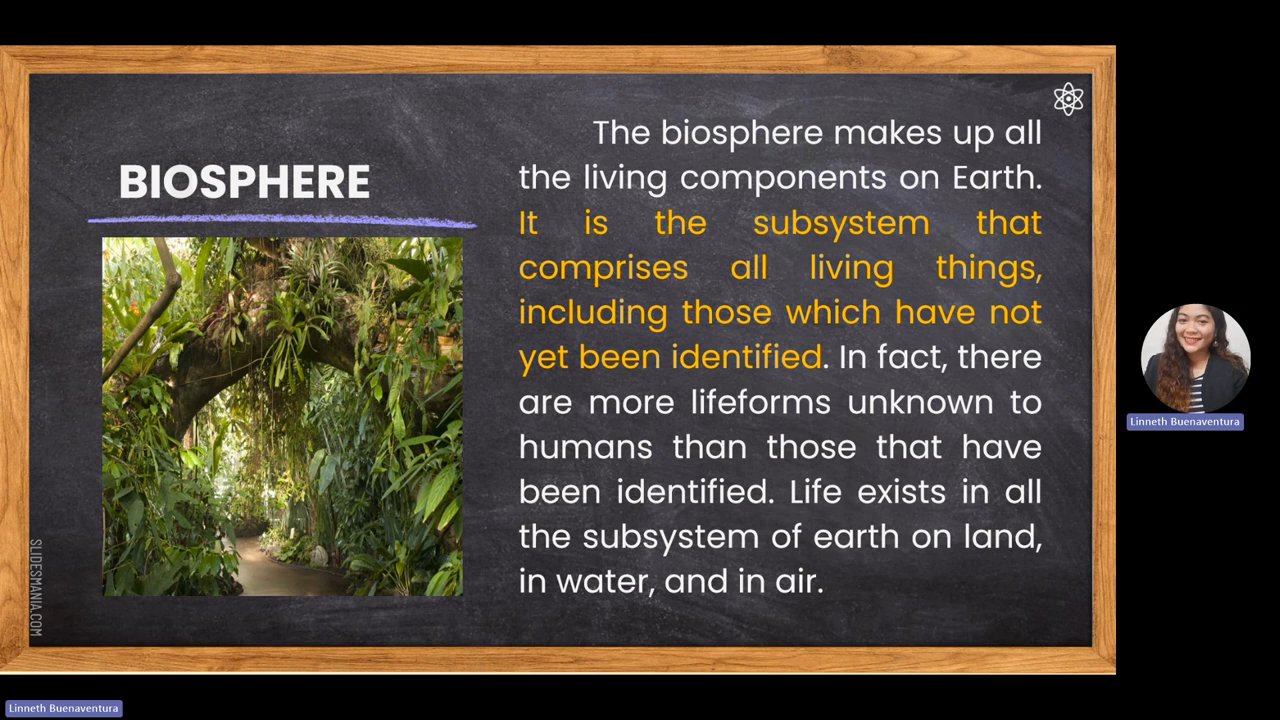 BIOSPHERE
The biosphere makes up all
the living components on Earth.
It is the subsystem that
comprises all living things,
including those which have not
yet been identified. In fact, there
are more lifeforms unknown to
humans than those that have
been identified. Life exists in all
the subsystem of earth on land,
in water, and in air.
SLIDESMANIA.COM
Linneth Buenaventura
Linneth Buenaventura